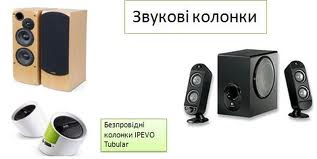 Звукові колонки
Безпровідні
колонки IPEVO
Tubular